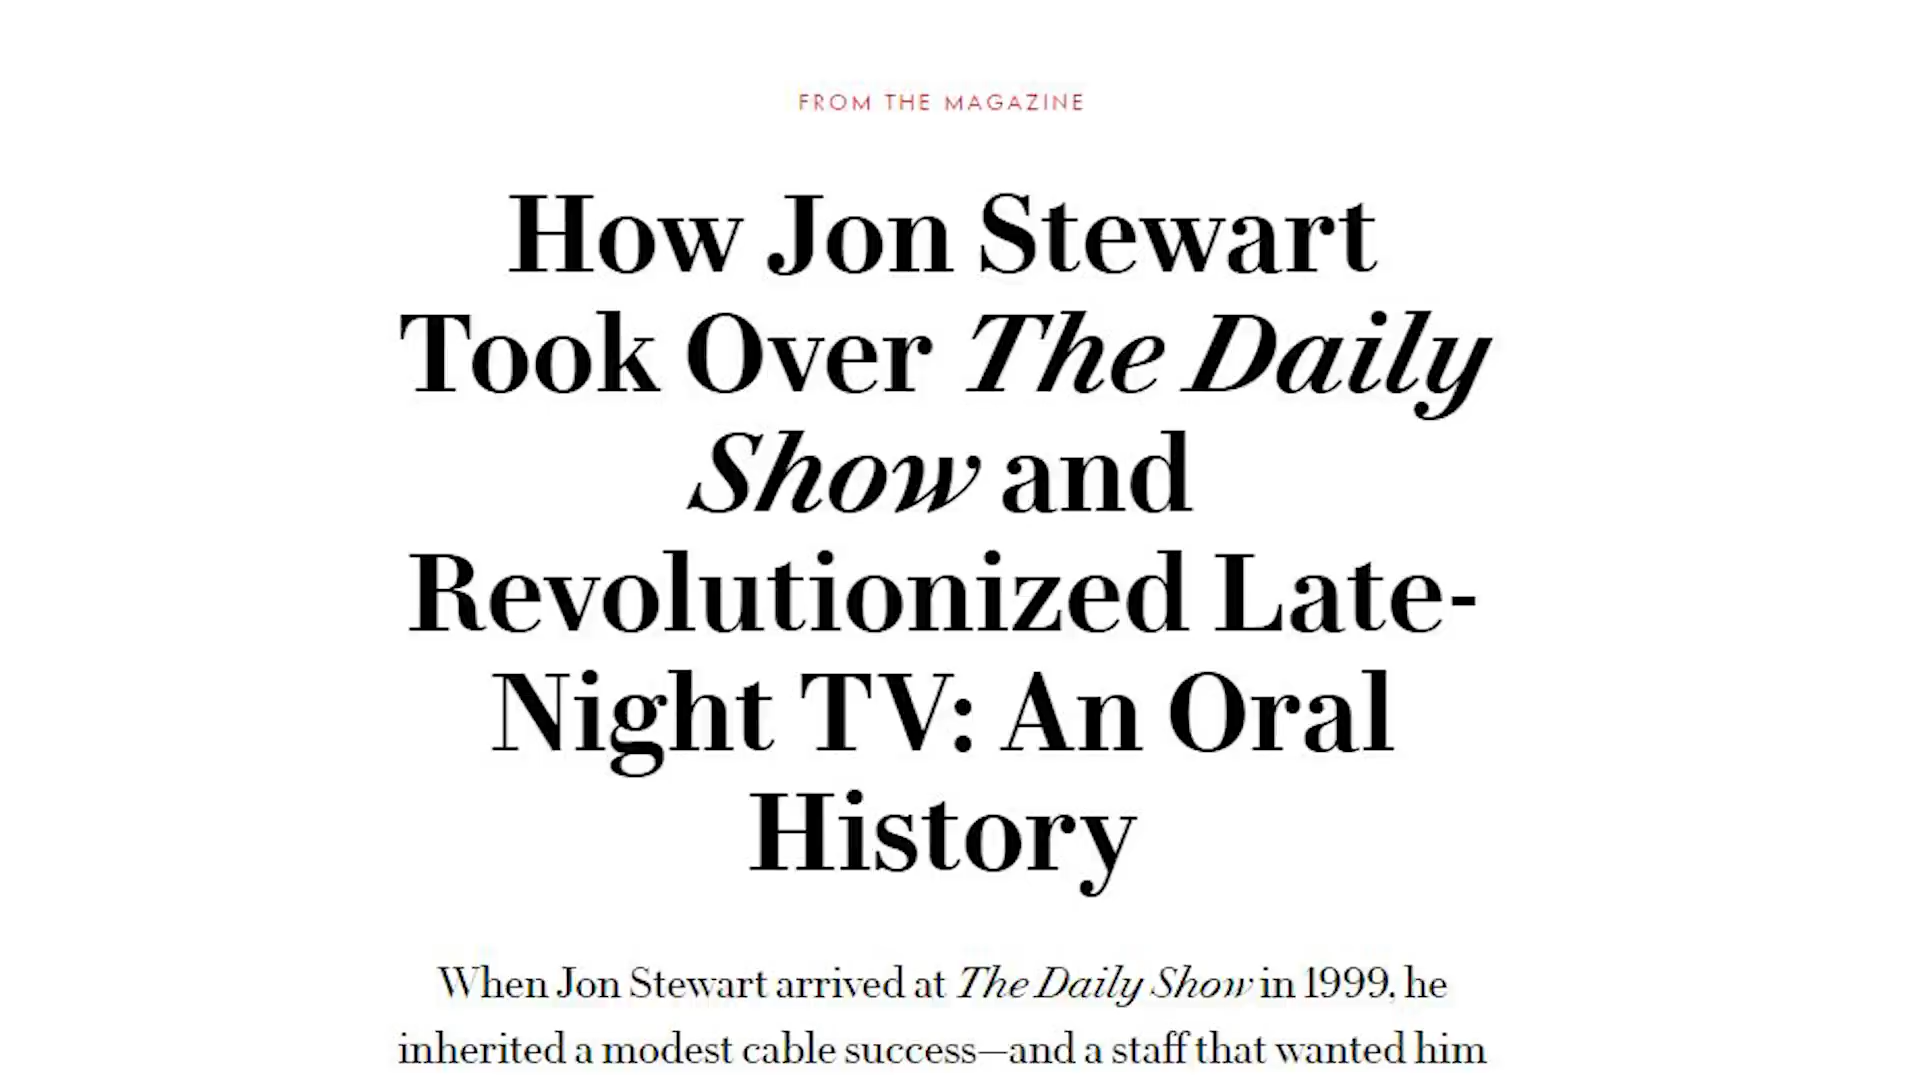 FROM THE MAGAZINE
How Jon Stewart
Took Over The Daily
Show and
Revolutionized Late-
Night TV: An Oral
History
When Jon Stewart arrived at The Daily Show in 1999, he
inherited a modest cable success—and a staff that wanted him